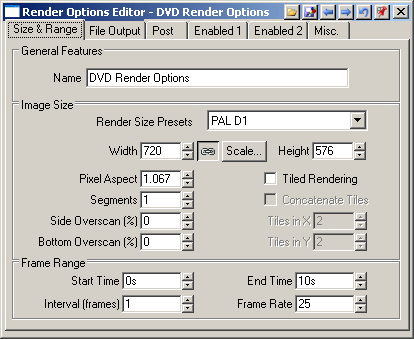 Render Options Editor - DVD Render Options
Size & Range File Output Post Enabled 1 Enabled 2 Misc.
General Features
Name DVD Render Options
Image Size
Render Size Presets PAL D1
Width 720 Scale... Height 576
Pixel Aspect 1.067 Tiled Rendering
Segments 1 Concatenate Tiles
Side Overscan (%) 0 Tiles in X 2
Bottom Overscan (%) 0 Tiles in Y 2
Frame Range
Start Time 0s End Time 10s
Interval (frames) 1 Frame Rate 25